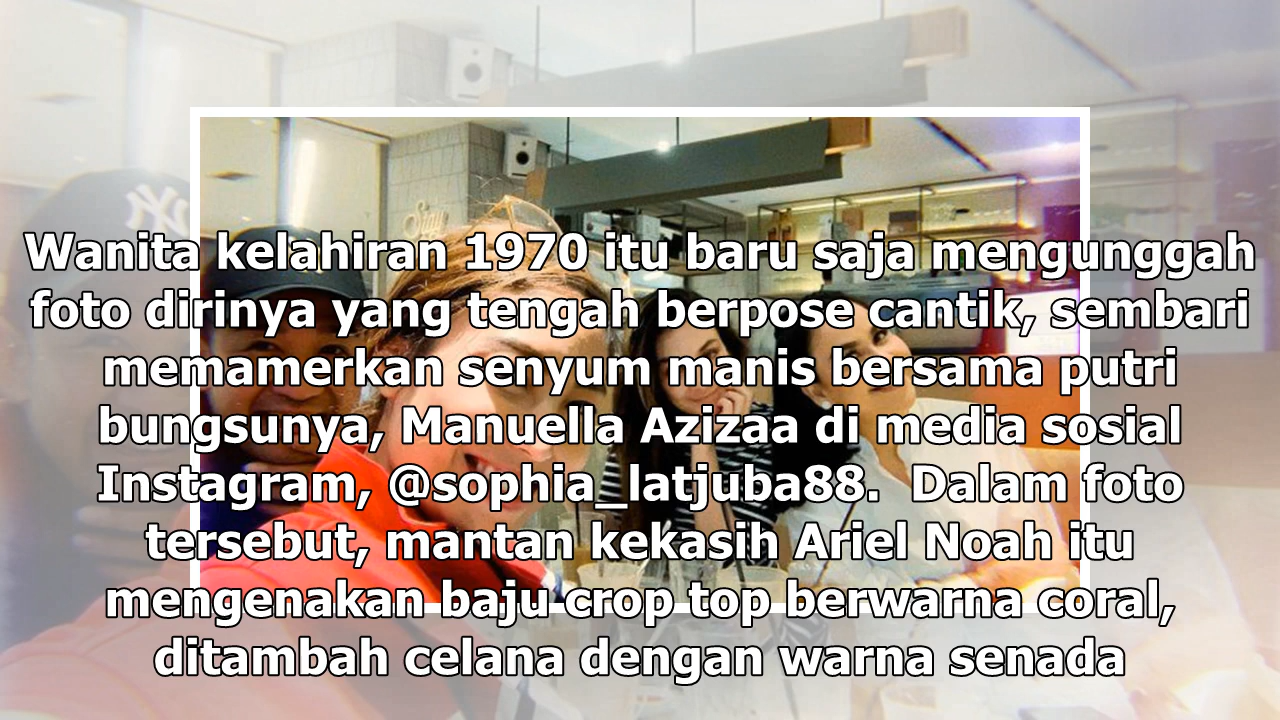 NY
Stay
Wanita kelahiran 1970 itu baru saja mengunggah
foto dirinya yang tengah berpose cantik, sembari
memamerkan senyum manis bersama putri
bungsunya, Manuella Azizaa di media sosial
Instagram, @sophia_latjuba88.  Dalam foto
tersebut, mantan kekasih Ariel Noah itu
mengenakan baju crop top berwarna coral,
ditambah celana dengan warna senada